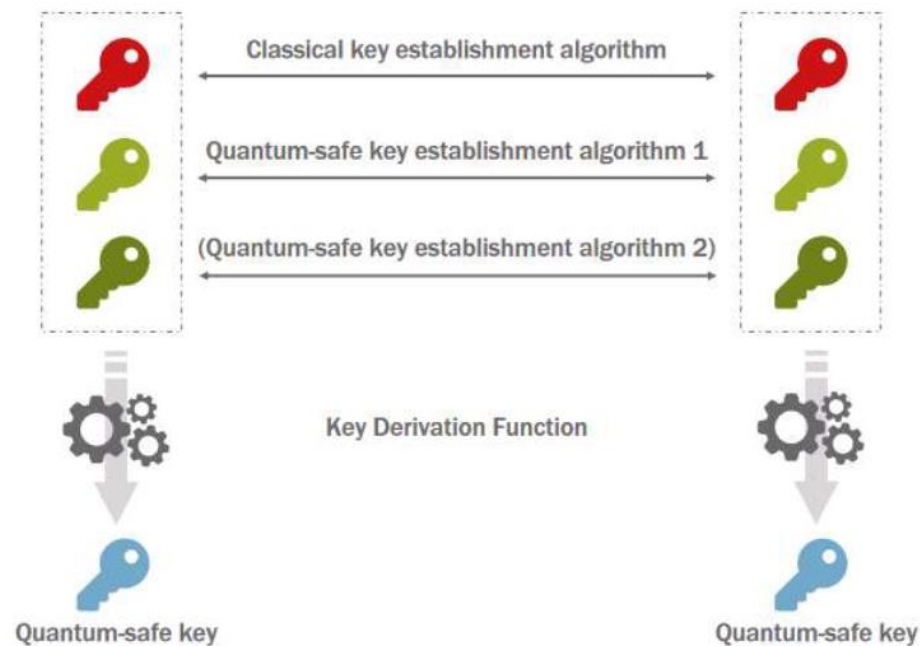 Classical key establishment algorithm
Quantum-safe key establishment algorithm 1
(Quantum-safe key establishment algorithm 2)
Key Derivation Function
Quantum-safe key
Quantum-safe key